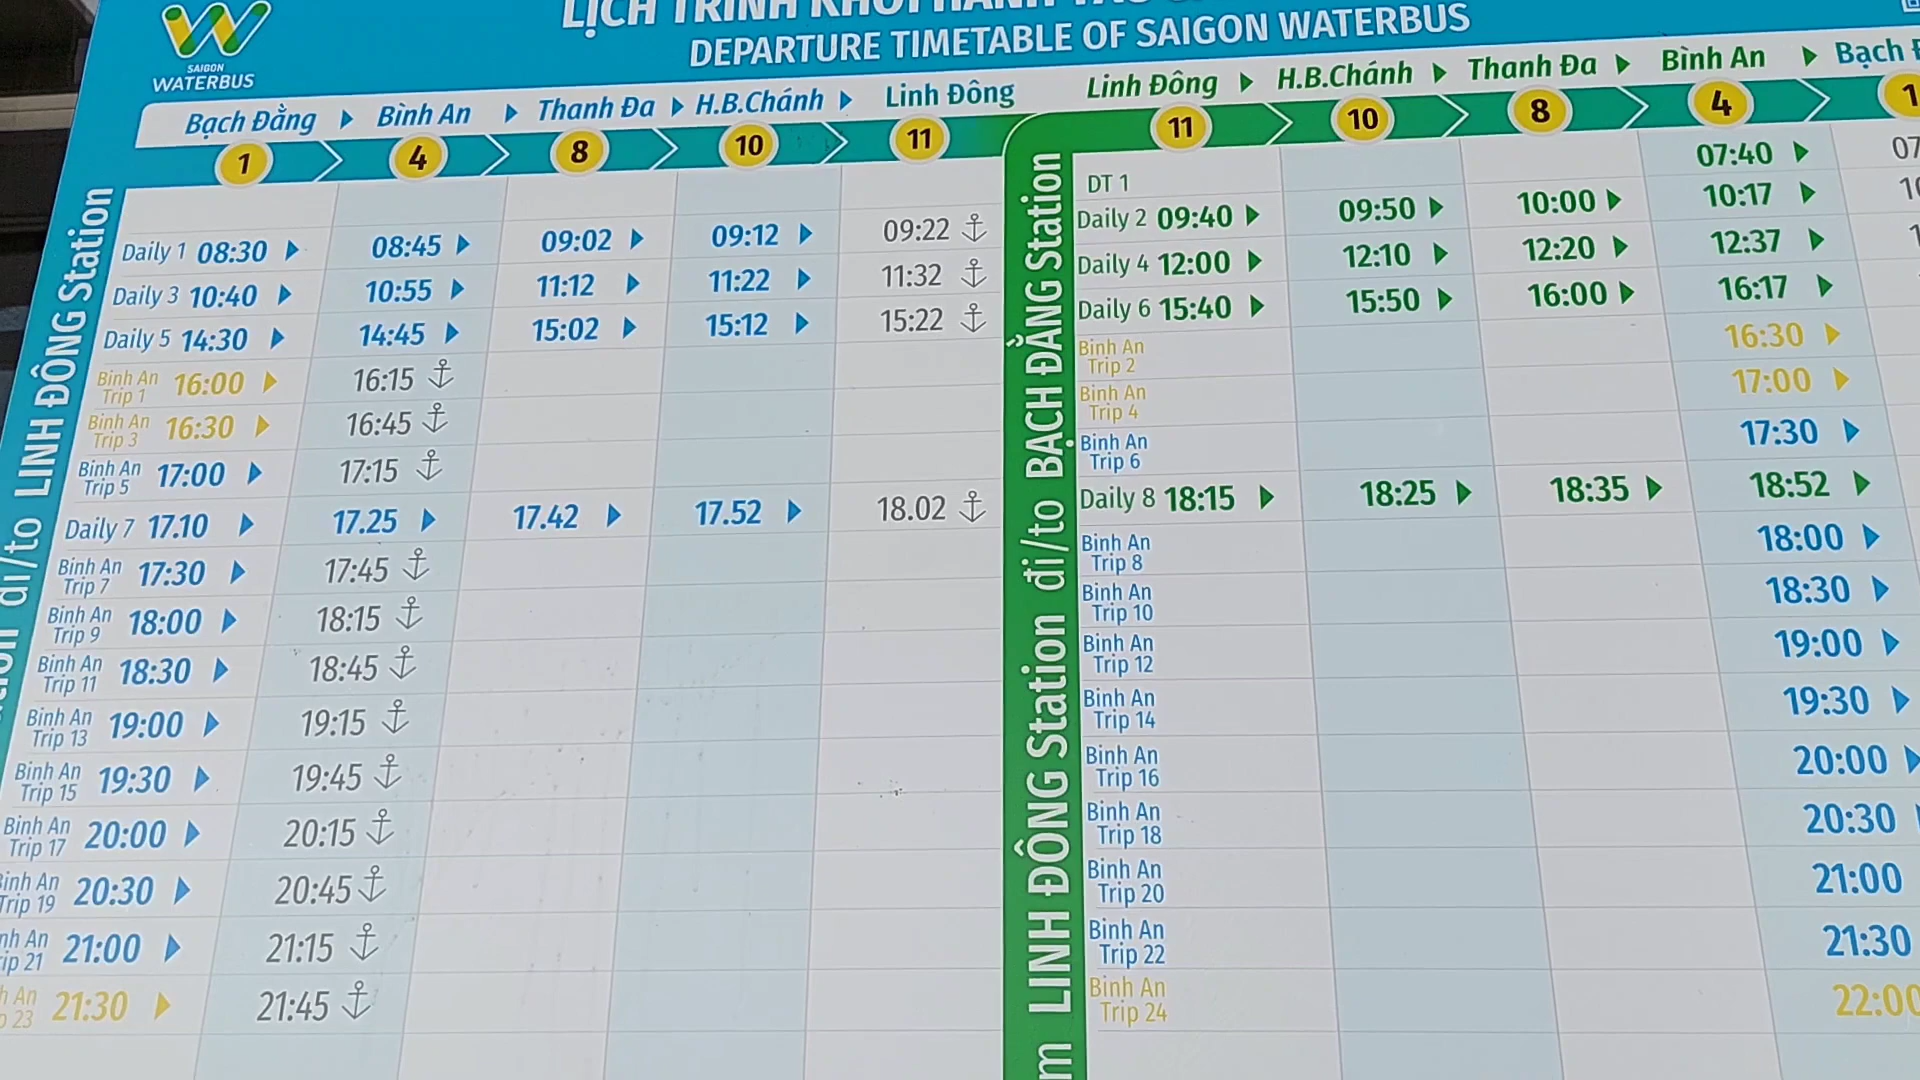 SAIGON
WATERBUS
DEPARTURE TIMETABLE OF SAIGON WATERBUS
Bạch Đằng Bình An Thanh Đa H.B.Chánh Linh Đông
1 4 8 10 11
Daily 1 08:30 08:45 09:02 09:12 09:22
Daily 3 10:40 10:55 11:12 11:22 11:32
Daily 5 14:30 14:45 15:02 15:12 15:22
Bình An Trip 1 16:00 16:15
Bình An Trip 3 16:30 16:45
Bình An Trip 5 17:00 17:15
Daily 7 17.10 17.25 17.42 17.52 18.02
Bình An Trip 7 17:30 17:45
Bình An Trip 9 18:00 18:15
Bình An Trip 11 18:30 18:45
Bình An Trip 13 19:00 19:15
Bình An Trip 15 19:30 19:45
Bình An Trip 17 20:00 20:15
Bình An Trip 19 20:30 20:45
An 21 21:00 21:15
An 23 21:30 21:45
đi/to LINH ĐÔNG Station
LINH ĐÔNG Station đi/to BẠCH ĐẰNG Station
Linh Đông H.B.Chánh Thanh Đa Bình An Bạch
11 10 8 4 1
DT 1 07:40
Daily 2 09:40 09:50 10:00 10:17
Daily 4 12:00 12:10 12:20 12:37
Daily 6 15:40 15:50 16:00 16:17
Bình An Trip 2 16:30
Bình An Trip 4 17:00
Bình An Trip 6 17:30
Daily 8 18:15 18:25 18:35 18:52
Bình An Trip 8 18:00
Bình An Trip 10 18:30
Bình An Trip 12 19:00
Bình An Trip 14 19:30
Bình An Trip 16 20:00
Bình An Trip 18 20:30
Bình An Trip 20 21:00
Bình An Trip 22 21:30
Bình An Trip 24 22:00